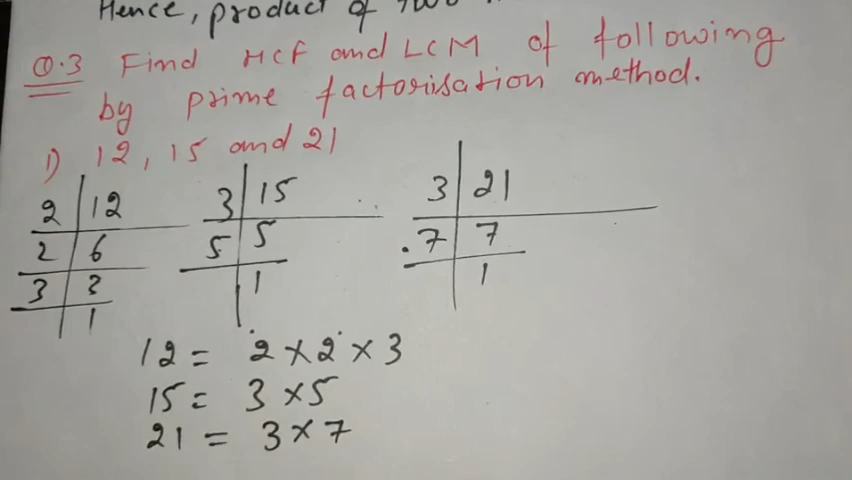 Hence, product of
Q.3 Find HCF and LCM of following
by prime factorisation method.
1) 12, 15 and 21
2 | 12
2 | 6
3 | 3
1
3 | 15
5 | 5
1
3 | 21
7 | 7
1
12 = 2 × 2 × 3
15 = 3 × 5
21 = 3 × 7